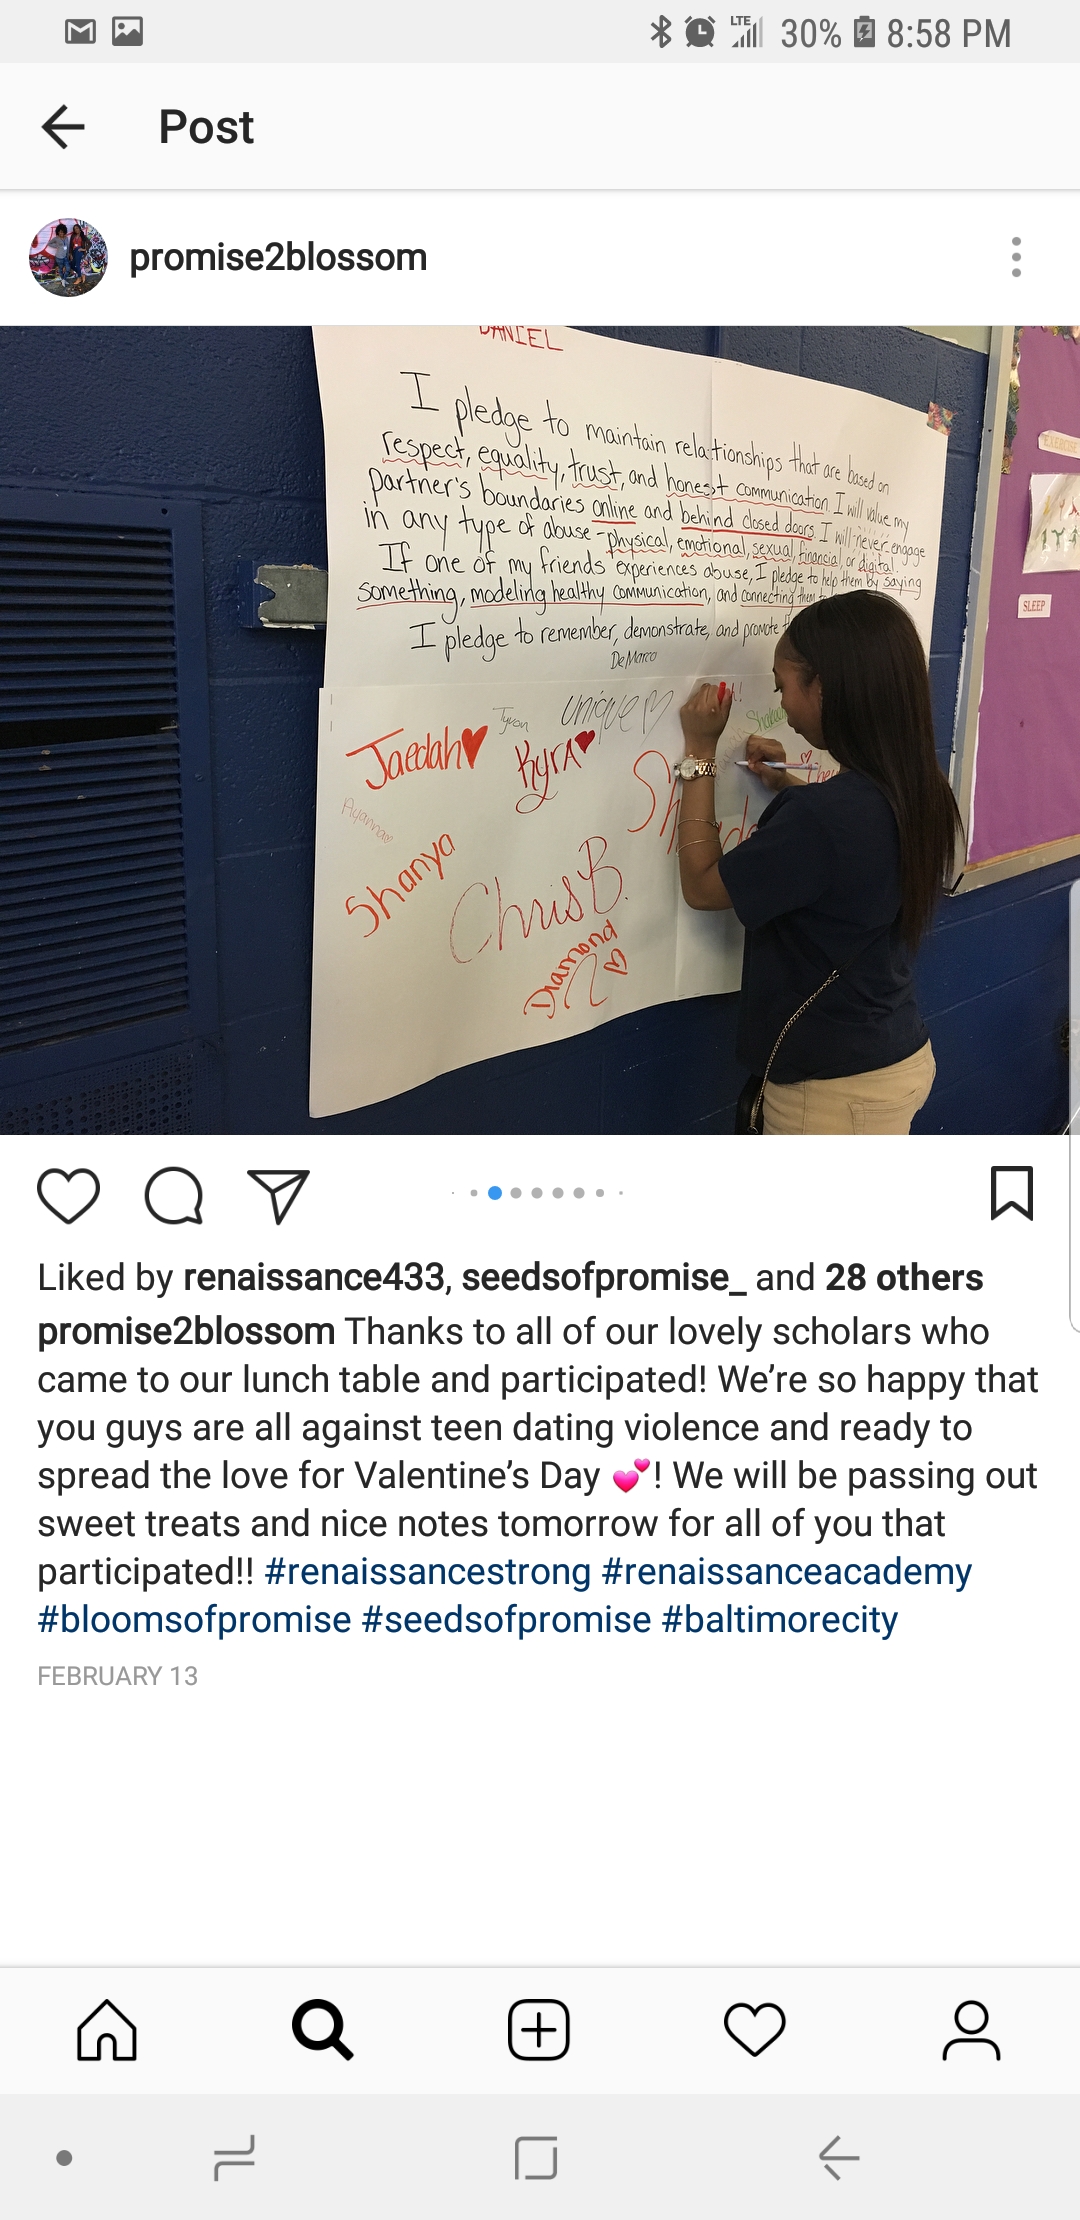 30% 8:58 PM
LTE
Post
promise2blossom
DANIEL
I pledge to maintain relationships that are based on
respect, equality, trust, and honest communication. I will value my
partner's boundaries online and behind closed doors. I will never engage
in any type of abuse - physical, emotional, sexual, financial, or digital.
If one of my friends experiences abuse, I pledge to help them by saying
something, modeling healthy communication, and connecting them
I pledge to remember, demonstrate, and promote
DeMarco
EXERCISE
SLEEP
Jaedah
Tyron
Unique
Kyra
Ayanna
Shanya
Chris B.
Diamond
Liked by renaissance433, seedsofpromise_ and 28 others
promise2blossom Thanks to all of our lovely scholars who
came to our lunch table and participated! We're so happy that
you guys are all against teen dating violence and ready to
spread the love for Valentine's Day 💕! We will be passing out
sweet treats and nice notes tomorrow for all of you that
participated!! #renaissancestrong #renaissanceacademy
#bloomsofpromise #seedsofpromise #baltimorecity
FEBRUARY 13